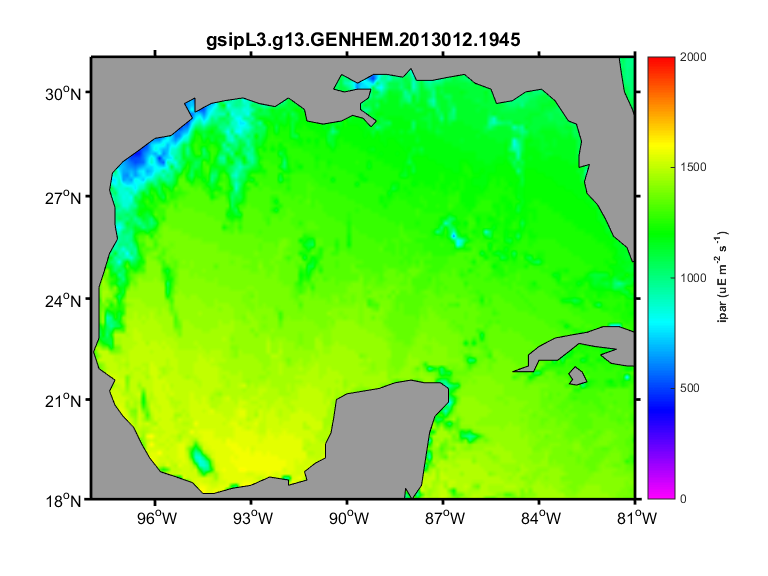 gsipL3.g13.GENHEM.2013012.1945
30°N
27°N
24°N
21°N
18°N
96°W
93°W
90°W
87°W
84°W
81°W
2000
1500
1000
500
0
ipar (uE m⁻² s⁻¹)